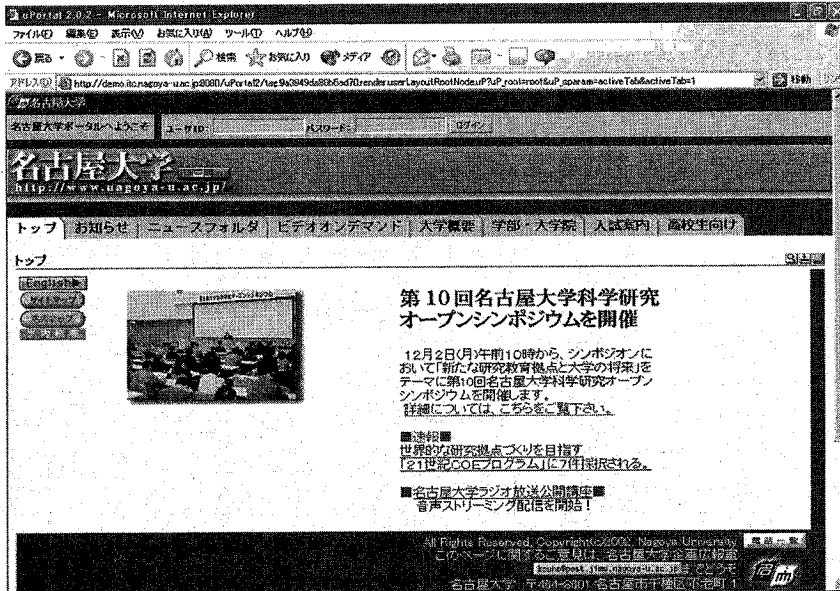 uPortal 2.0.2 - Microsoft Internet Explorer
ファイル(F) 編集(E) 表示(V) お気に入り(A) ツール(T) ヘルプ(H)
戻る 検索 お気に入り メディア
アドレス(D) 移動
名古屋大学
名古屋大学ポータルへようこそ ユーザID: パスワード: ログイン
名古屋大学
http://www.nagoya-u.ac.jp/
トップ お知らせ ニュースフォルダ ビデオオンデマンド 大学概要 学部・大学院 入試案内 高校生向け
トップ
English
サイトマップ
第10回名古屋大学科学研究
オープンシンポジウムを開催
12月2日(月)午前10時から、シンポジオンに
おいて「新たな研究教育拠点と大学の将来」を
テーマに第10回名古屋大学科学研究オープン
シンポジウムを開催します。
詳細については、こちらをご覧下さい。
■速報■
世界的な研究拠点づくりを目指す
「21世紀COEプログラム」に7件採択される。
■名古屋大学ラジオ放送公開講座■
音声ストリーミング配信を開始!
All Rights Reserved, Copyright(c)2002, Nagoya University
このページに関するご意見は、名古屋大学企画広報室
までどうぞ
名古屋大学 〒464-8601 名古屋市千種区不老町 1